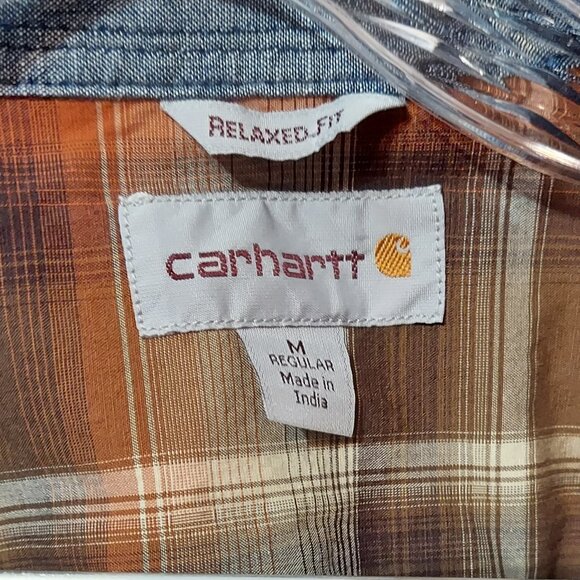 RELAXED FIT
carhartt
M
REGULAR
Made in
India